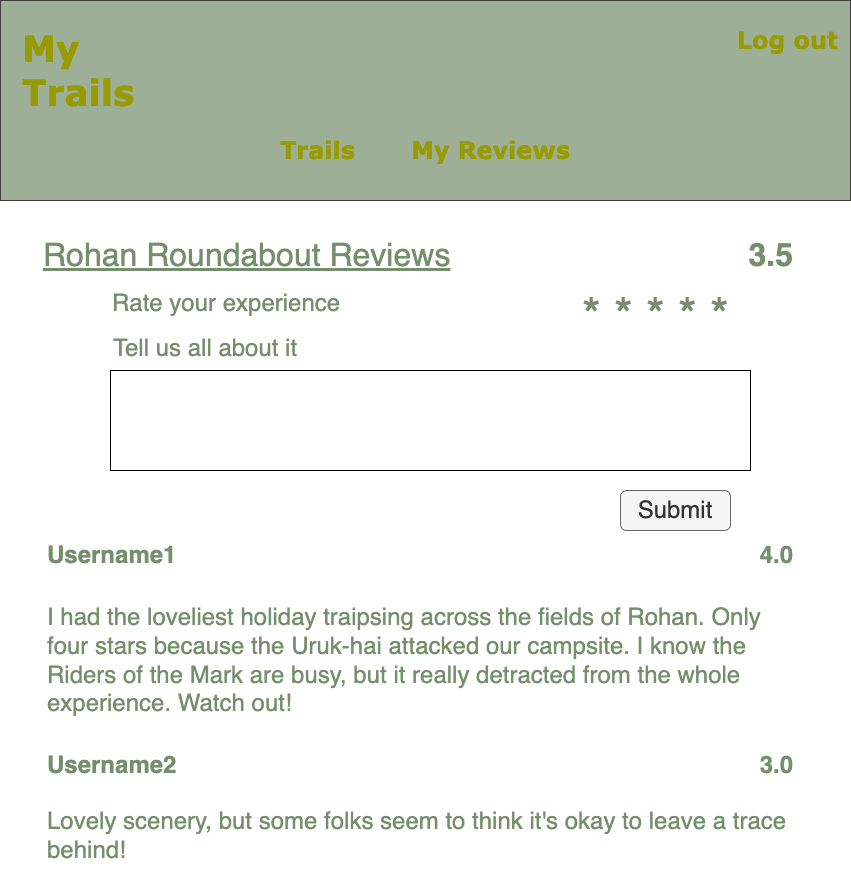 My
Trails
Log out
Trails My Reviews
Rohan Roundabout Reviews 3.5
Rate your experience * * * * *
Tell us all about it
Submit
Username1 4.0
I had the loveliest holiday traipsing across the fields of Rohan. Only
four stars because the Uruk-hai attacked our campsite. I know the
Riders of the Mark are busy, but it really detracted from the whole
experience. Watch out!
Username2 3.0
Lovely scenery, but some folks seem to think it's okay to leave a trace
behind!